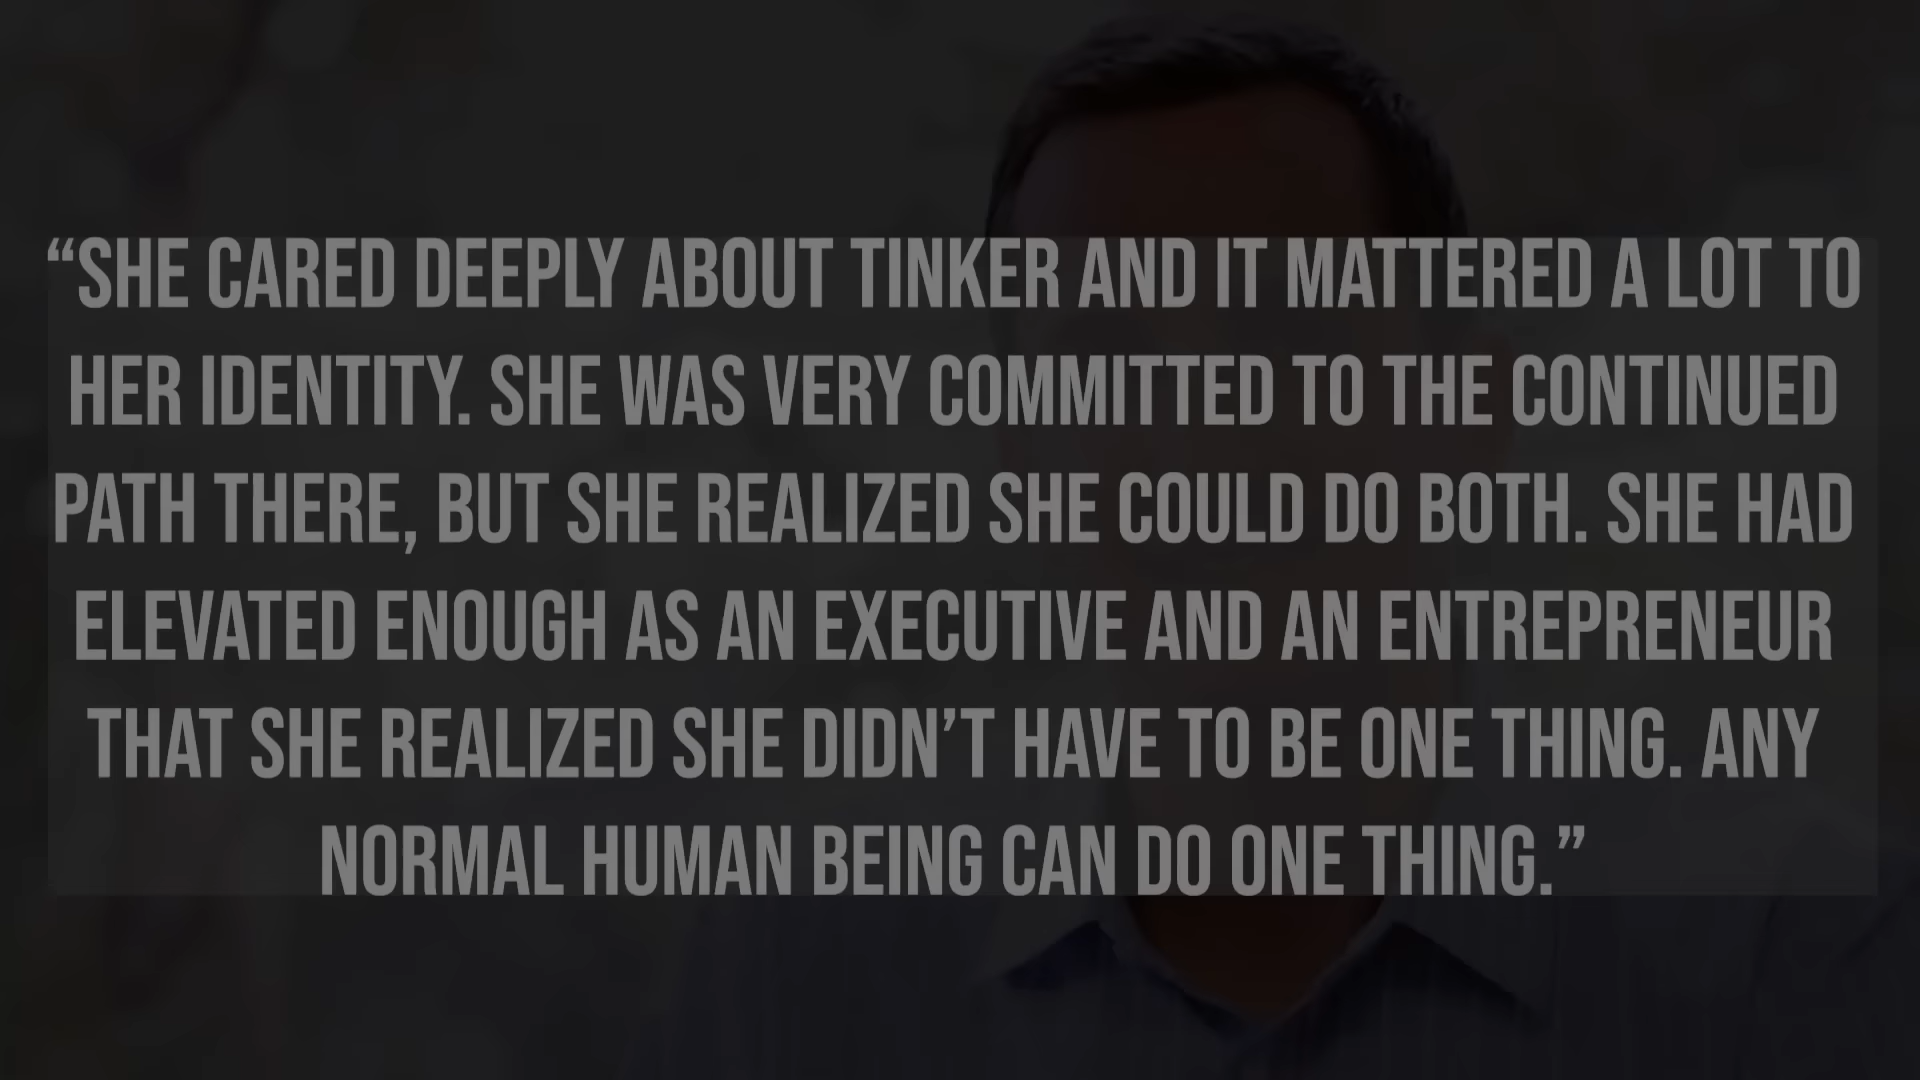 “SHE CARED DEEPLY ABOUT TINKER AND IT MATTERED A LOT TO
HER IDENTITY. SHE WAS VERY COMMITTED TO THE CONTINUED
PATH THERE, BUT SHE REALIZED SHE COULD DO BOTH. SHE HAD
ELEVATED ENOUGH AS AN EXECUTIVE AND AN ENTREPRENEUR
THAT SHE REALIZED SHE DIDN’T HAVE TO BE ONE THING. ANY
NORMAL HUMAN BEING CAN DO ONE THING.”